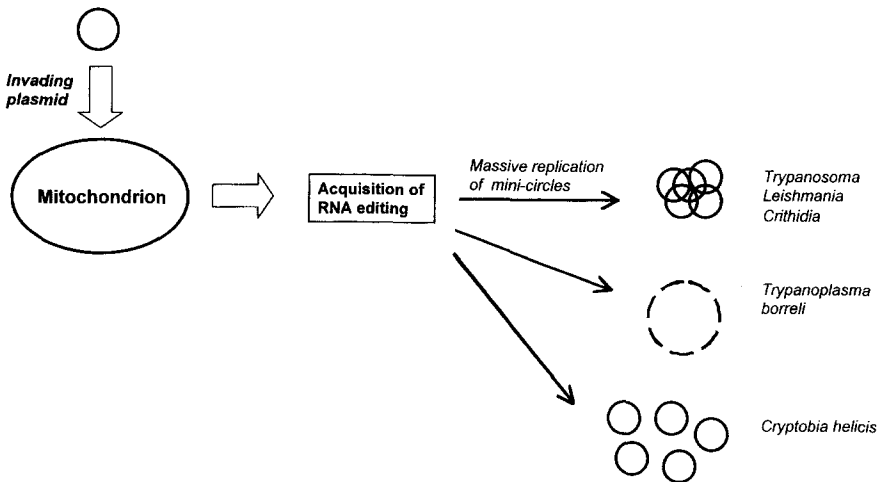 Invading
plasmid
Mitochondrion
Acquisition of
RNA editing
Massive replication
of mini-circles
Trypanosoma
Leishmania
Crithidia
Trypanoplasma
borreli
Cryptobia helicis